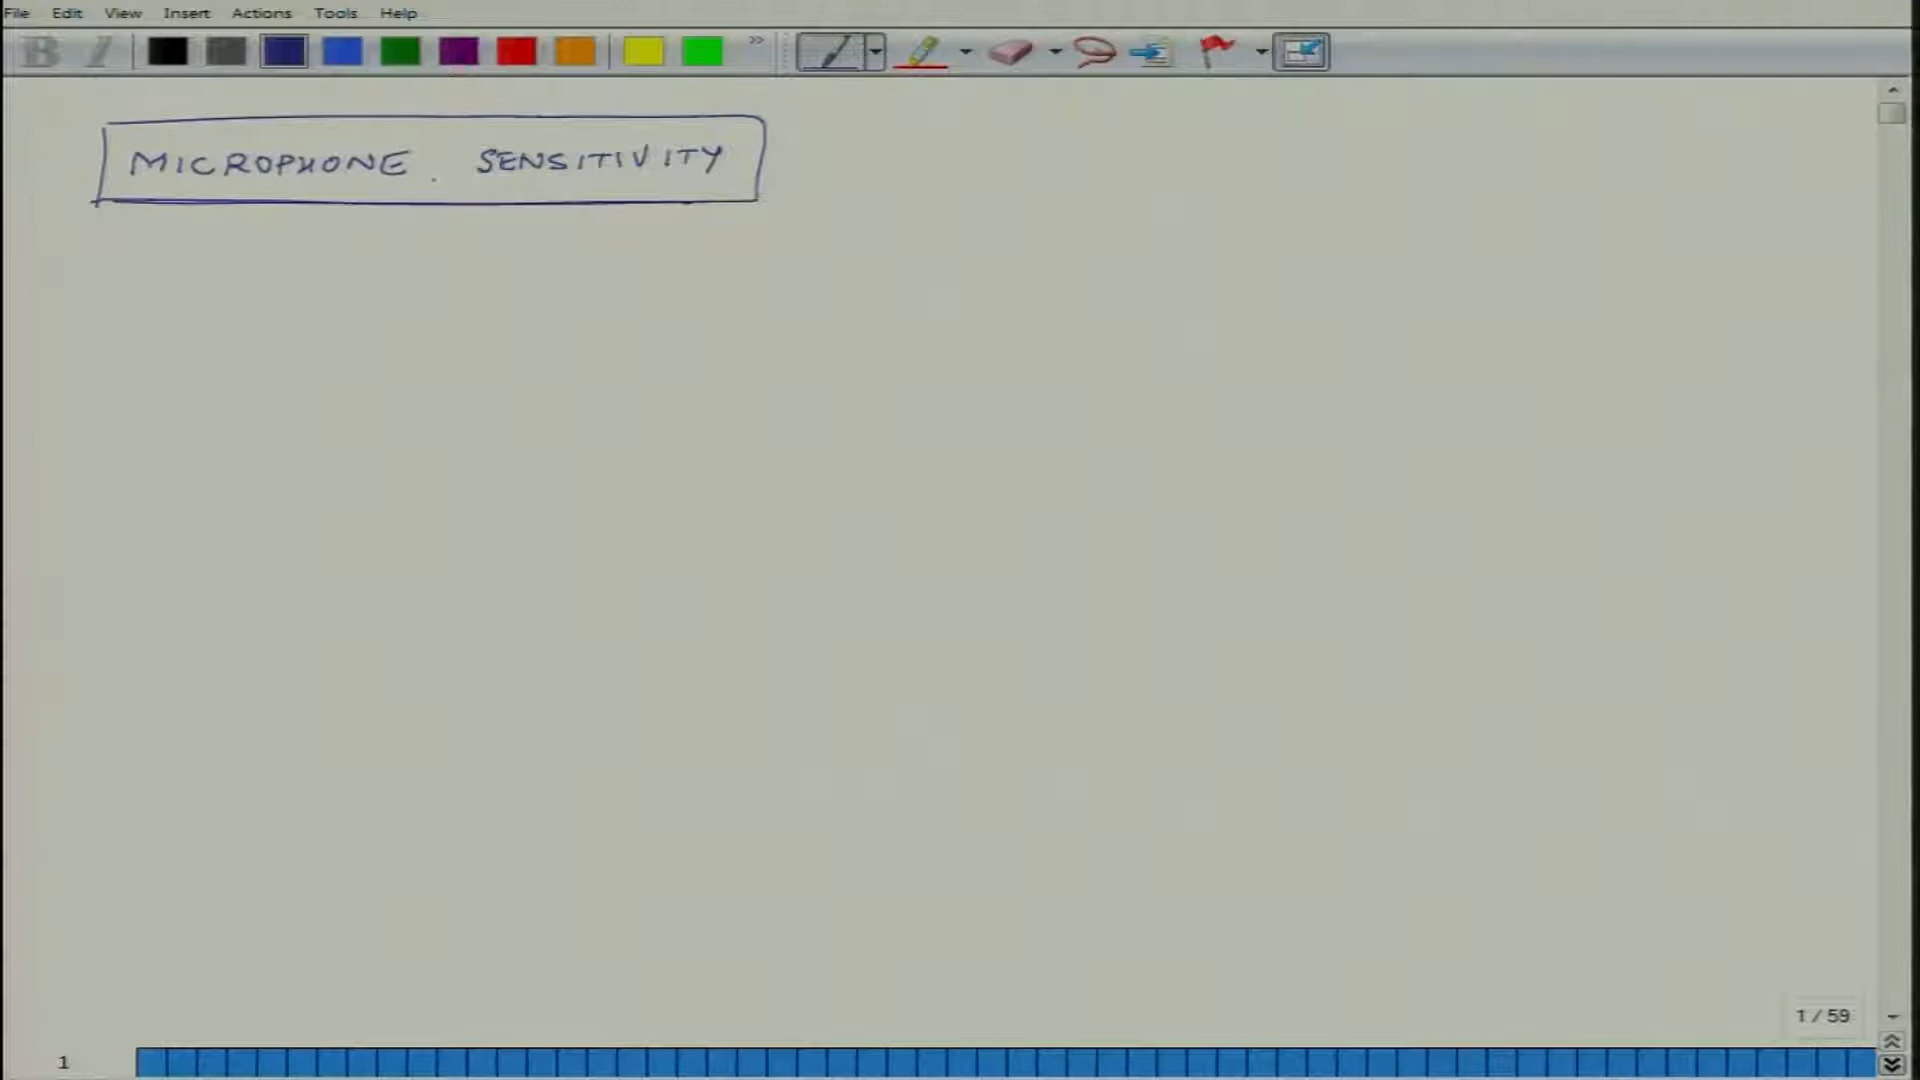 File Edit View Insert Actions Tools Help
B I
MICROPHONE. SENSITIVITY
1 / 59
1